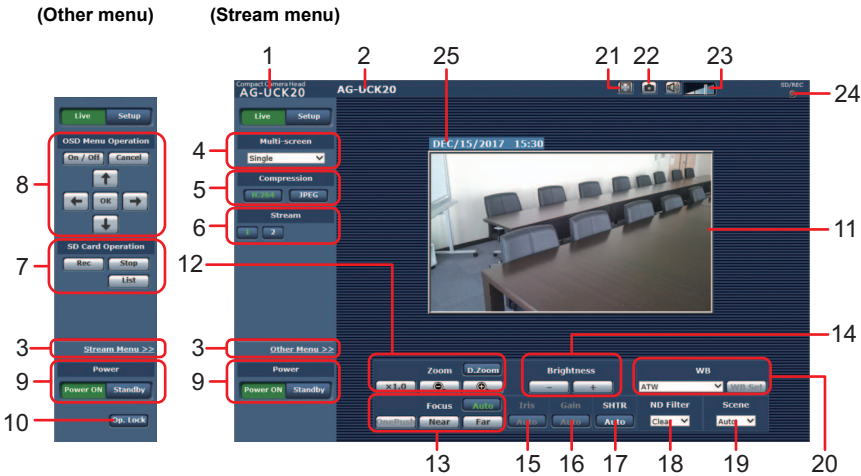 (Other menu)
(Stream menu)
1
2
25
21
22
23
24
Compact Camera Head
AG-UCK20
AG-UCK20
SD/REC
Live
Setup
OSD Menu Operation
On / Off
Cancel
OK
8
SD Card Operation
Rec
Stop
List
7
3
Stream Menu >>
Power
Power ON
Standby
9
10
Op. Lock
Live
Setup
Multi-screen
Single
4
Compression
H.264
JPEG
5
Stream
1
2
6
12
3
Other Menu >>
Power
Power ON
Standby
9
DEC/15/2017 15:30
11
14
Zoom
D.Zoom
×1.0
Brightness
-
+
WB
ATW
WB Set
Focus
Auto
OnePush
Near
Far
Iris
Auto
Gain
Auto
SHTR
Auto
ND Filter
Clear
Scene
Auto
13
15
16
17
18
19
20